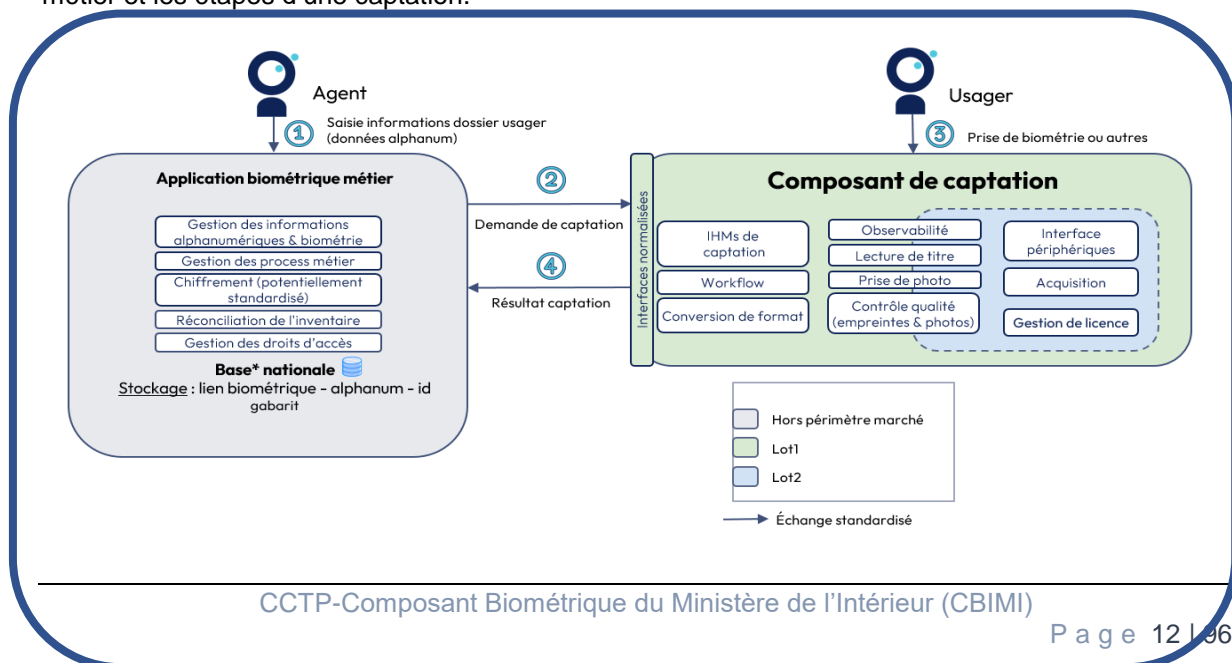 métier et les étapes d'une captation.
Agent
Usager
1
Saisie informations dossier usager
(données alphanum)
3
Prise de biométrie ou autres
Application biométrique métier
Gestion des informations
alphanumériques & biométrie
Gestion des process métier
Chiffrement (potentiellement
standardisé)
Réconciliation de l'inventaire
Gestion des droits d'accès
Base* nationale
Stockage : lien biométrique - alphanum - id
gabarit
2
Demande de captation
4
Résultat captation
Interfaces normalisées
Composant de captation
IHMs de
captation
Workflow
Conversion de format
Observabilité
Lecture de titre
Prise de photo
Contrôle qualité
(empreintes & photos)
Interface
périphériques
Acquisition
Gestion de licence
Hors périmètre marché
Lot1
Lot2
Échange standardisé
CCTP-Composant Biométrique du Ministère de l'Intérieur (CBIMI)
Page 12 | 96